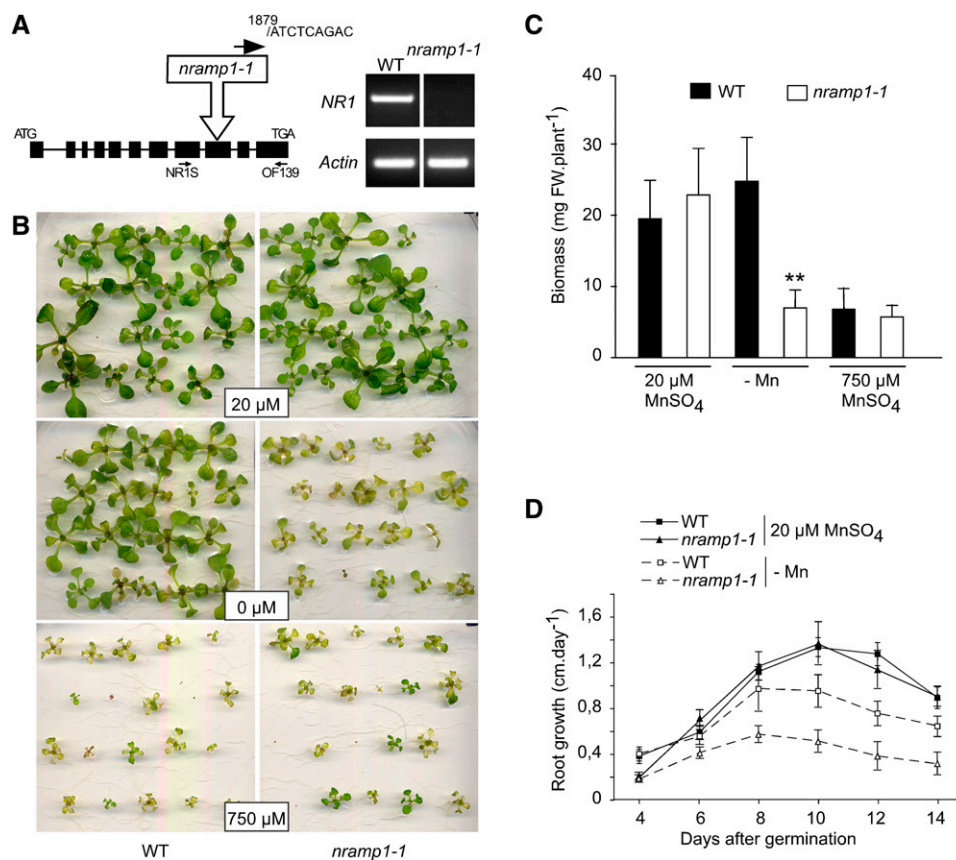 A
1879
/ATCTCAGAC
nramp1-1
ATG
TGA
NR1S
OF139
WT
nramp1-1
NR1
Actin
B
20 µM
0 µM
750 µM
WT
nramp1-1
C
WT
nramp1-1
Biomass (mg FW.plant⁻¹)
40
30
20
10
0
**
20 µM
MnSO₄
- Mn
750 µM
MnSO₄
D
WT
nramp1-1
20 µM MnSO₄
WT
nramp1-1
- Mn
Root growth (cm.day⁻¹)
1,6
1,2
0,8
0,4
0
4 6 8 10 12 14
Days after germination